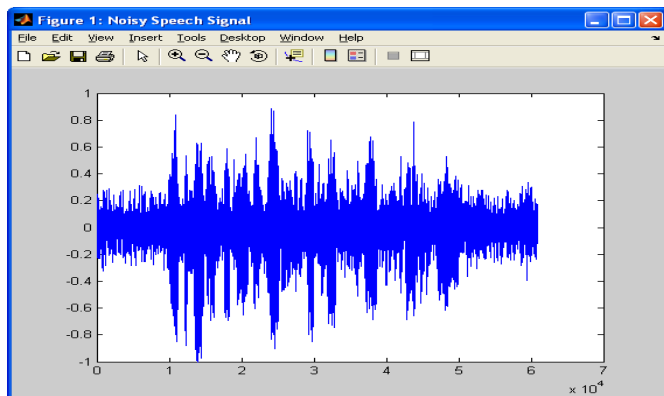 Figure 1: Noisy Speech Signal
File Edit View Insert Tools Desktop Window Help
1
0.8
0.6
0.4
0.2
0
-0.2
-0.4
-0.6
-0.8
-1
0 1 2 3 4 5 6 7
x 10^4